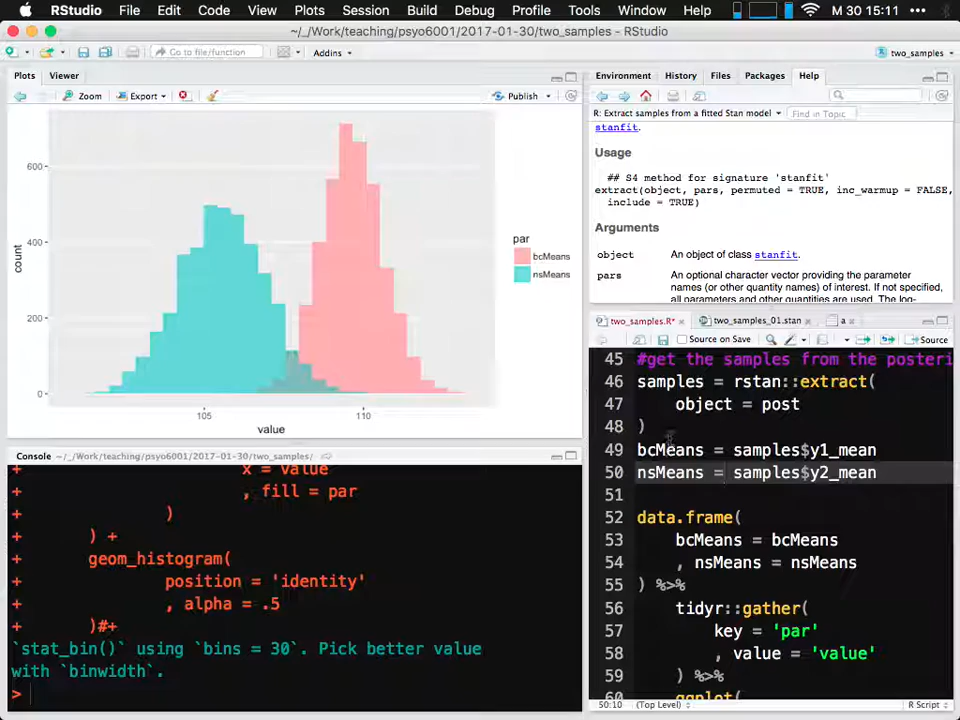 RStudio File Edit Code View Plots Session Build Debug Profile Tools Window Help M 30 15:11
~/_Work/teaching/psyo6001/2017-01-30/two_samples - RStudio
Go to file/function Addins two_samples
Plots Viewer
Zoom Export Publish
600
400
200
0
count
105 110
value
par
bcMeans
nsMeans
Environment History Files Packages Help
R: Extract samples from a fitted Stan model Find in Topic
stanfit.
Usage
## S4 method for signature 'stanfit'
extract(object, pars, permuted = TRUE, inc_warmup = FALSE,
include = TRUE)
Arguments
object An object of class stanfit.
pars An optional character vector providing the parameter
names (or other quantity names) of interest. If not specified,
all parameters and other quantities are used. The log-
Console ~/_Work/teaching/psyo6001/2017-01-30/two_samples/
+ x = value
+ , fill = par
+ )
+ ) +
+ geom_histogram(
+ position = 'identity'
+ , alpha = .5
+ )#+
`stat_bin()` using `bins = 30`. Pick better value
with `binwidth`.
>
two_samples.R* two_samples_01.stan a
Source on Save Source
45 #get the samples from the posteri
46 samples = rstan::extract(
47 object = post
48 )
49 bcMeans = samples$y1_mean
50 nsMeans = samples$y2_mean
51
52 data.frame(
53 bcMeans = bcMeans
54 , nsMeans = nsMeans
55 ) %>%
56 tidyr::gather(
57 key = 'par'
58 , value = 'value'
59 ) %>%
60 ggplot(
50:10 (Top Level) R Script